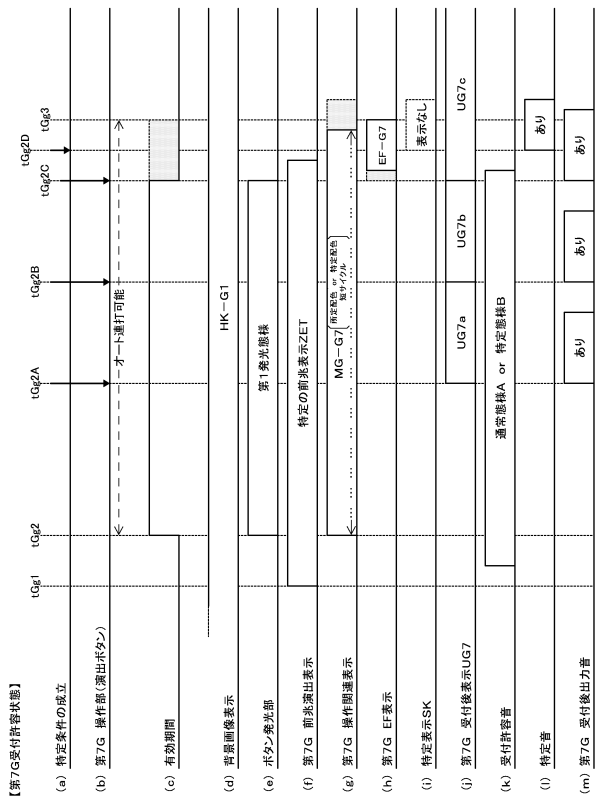 【第7G受付許容状態】
tGg1 tGg2 tGg2A tGg2B tGg2C tGg2D tGg3
(a) 特定条件の成立
(b) 第7G 操作部(演出ボタン)
オート連打可能
(c) 有効期間
(d) 背景画像表示
HK-G1
(e) ボタン発光部
第1発光態様
(f) 第7G 前兆演出表示
特定の前兆表示ZET
(g) 第7G 操作関連表示
MG-G7 所定配色 or 特定配色
短サイクル
(h) 第7G EF表示
EF-G7
(i) 特定表示SK
表示なし
(j) 第7G 受付後表示UG7
UG7a UG7b UG7c
(k) 受付許容音
通常態様A or 特定態様B
(l) 特定音
あり
(m) 第7G 受付後出力音
あり あり あり